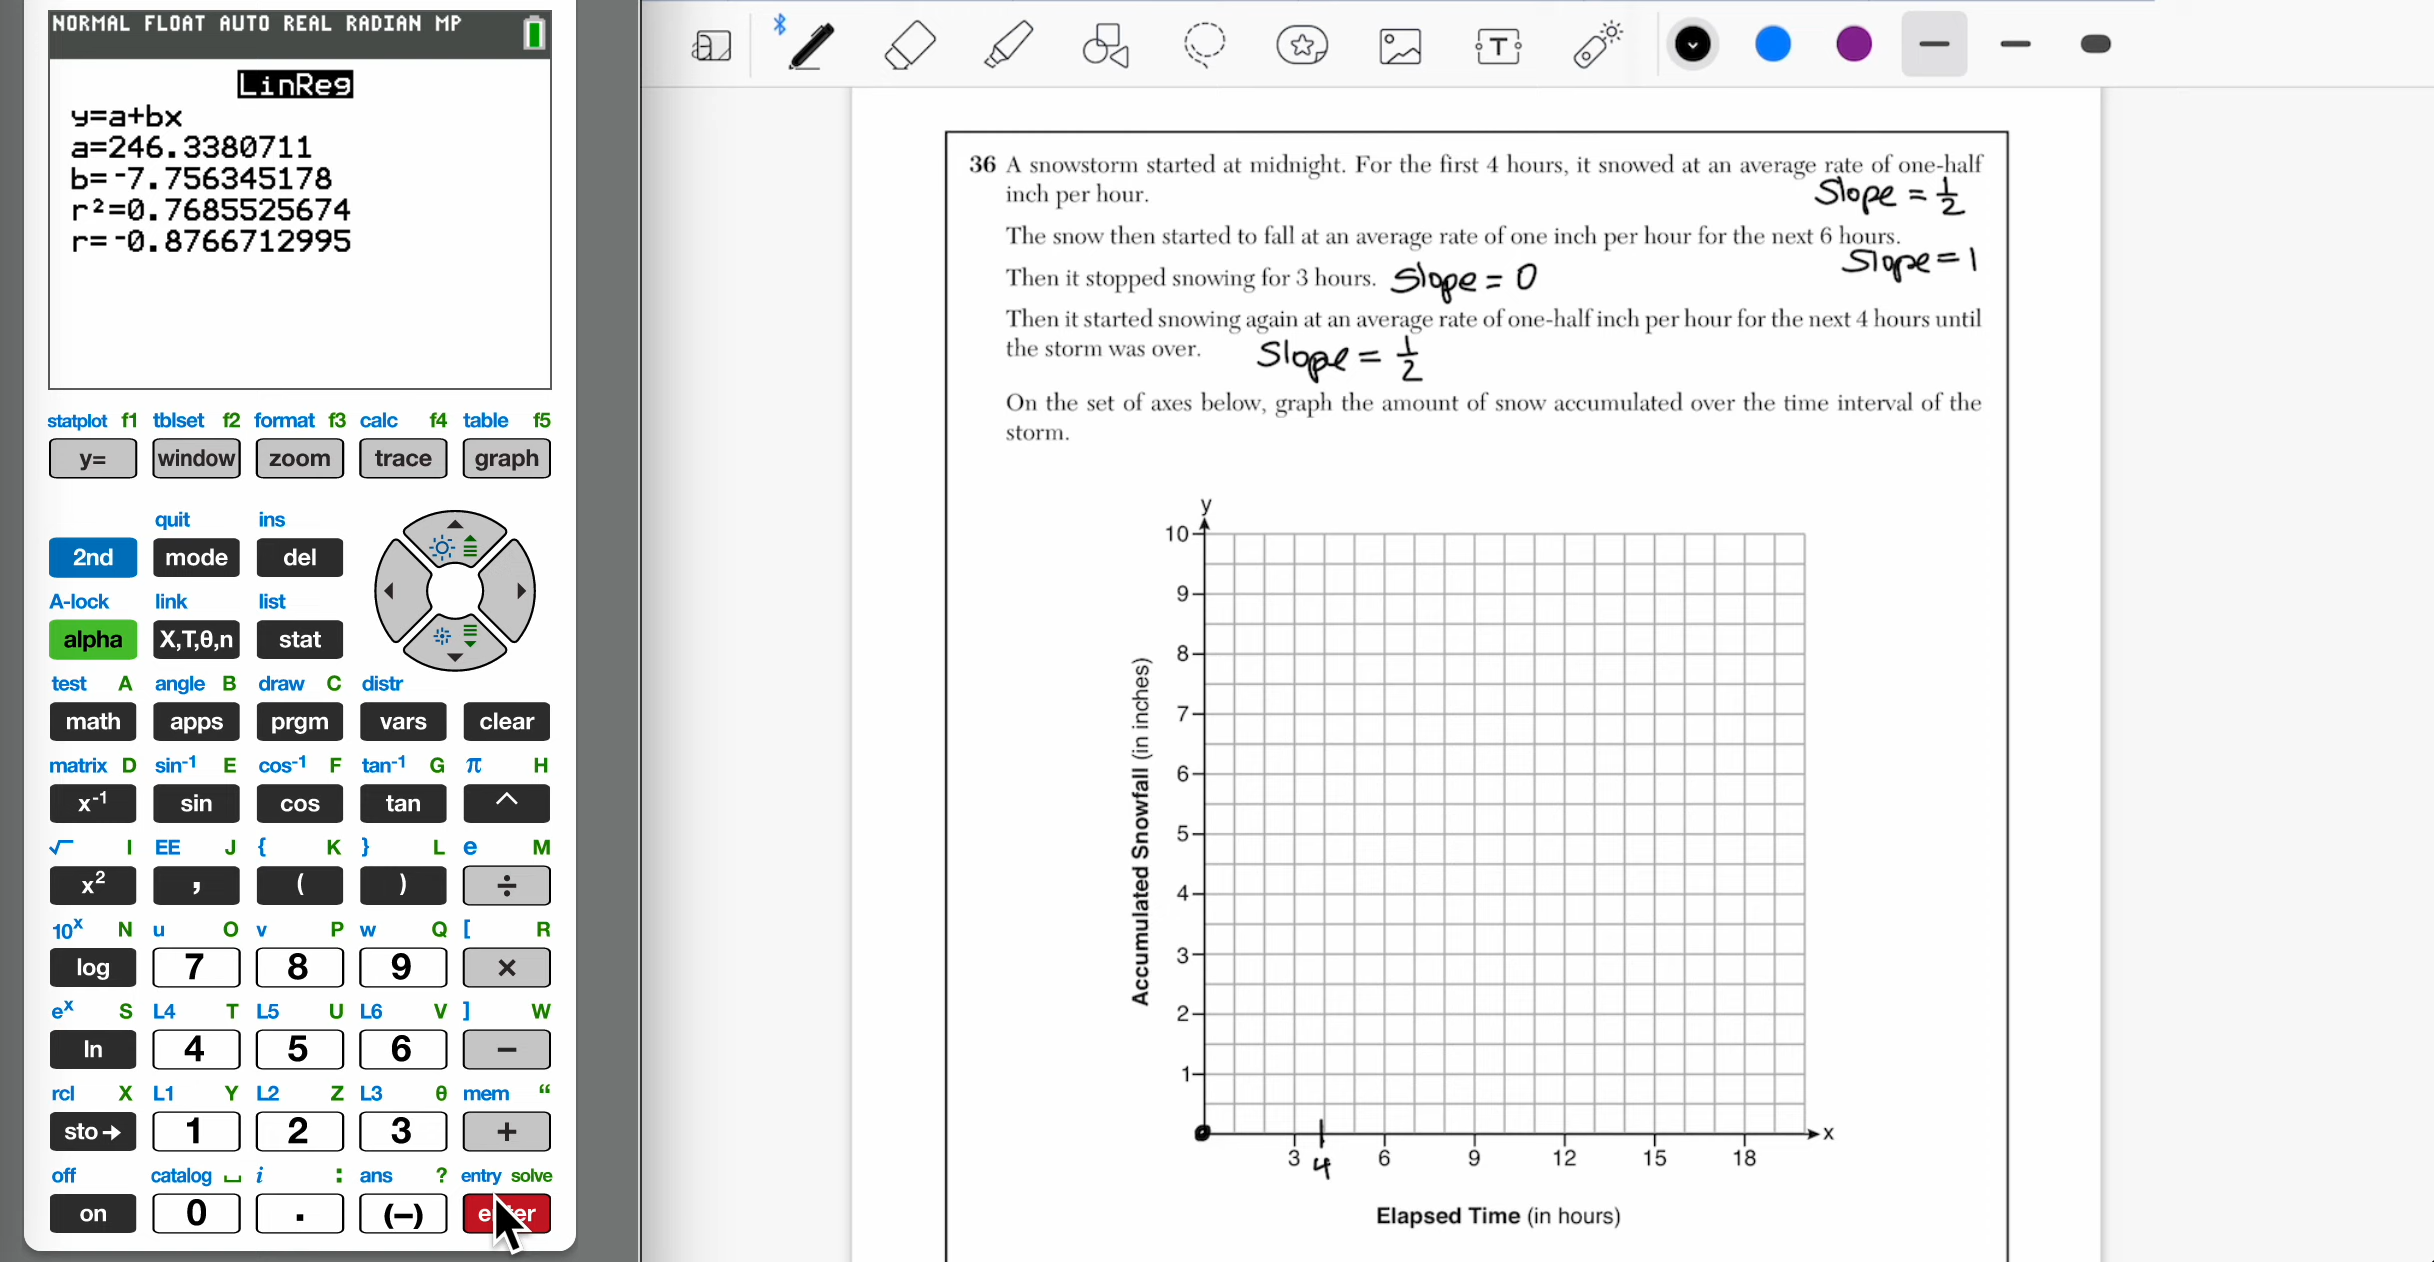 NORMAL FLOAT AUTO REAL RADIAN MP
LinReg
y=a+bx
a=246.3380711
b=-7.756345178
r²=0.7685525674
r=-0.8766712995
statplot f1 tblset f2 format f3 calc f4 table f5
y= window zoom trace graph
quit ins
2nd mode del
A-lock link list
alpha X,T,θ,n stat
test A angle B draw C distr
math apps prgm vars clear
matrix D sin⁻¹ E cos⁻¹ F tan⁻¹ G π H
x⁻¹ sin cos tan ^
√ I EE J { K } L e M
x² , ( ) ÷
10ˣ N u O v P w Q [ R
log 7 8 9 ×
eˣ S L4 T L5 U L6 V ] W
ln 4 5 6 −
rcl X L1 Y L2 Z L3 θ mem “
sto→ 1 2 3 +
off catalog ⎵ i : ans ? entry solve
on 0 . (−) enter
T
36 A snowstorm started at midnight. For the first 4 hours, it snowed at an average rate of one-half
inch per hour.
Slope = 1/2
The snow then started to fall at an average rate of one inch per hour for the next 6 hours.
Slope = 1
Then it stopped snowing for 3 hours. Slope = 0
Then it started snowing again at an average rate of one-half inch per hour for the next 4 hours until
the storm was over.
Slope = 1/2
On the set of axes below, graph the amount of snow accumulated over the time interval of the
storm.
y
10
9
8
7
6
5
4
3
2
1
Accumulated Snowfall (in inches)
x
3 4 6 9 12 15 18
Elapsed Time (in hours)